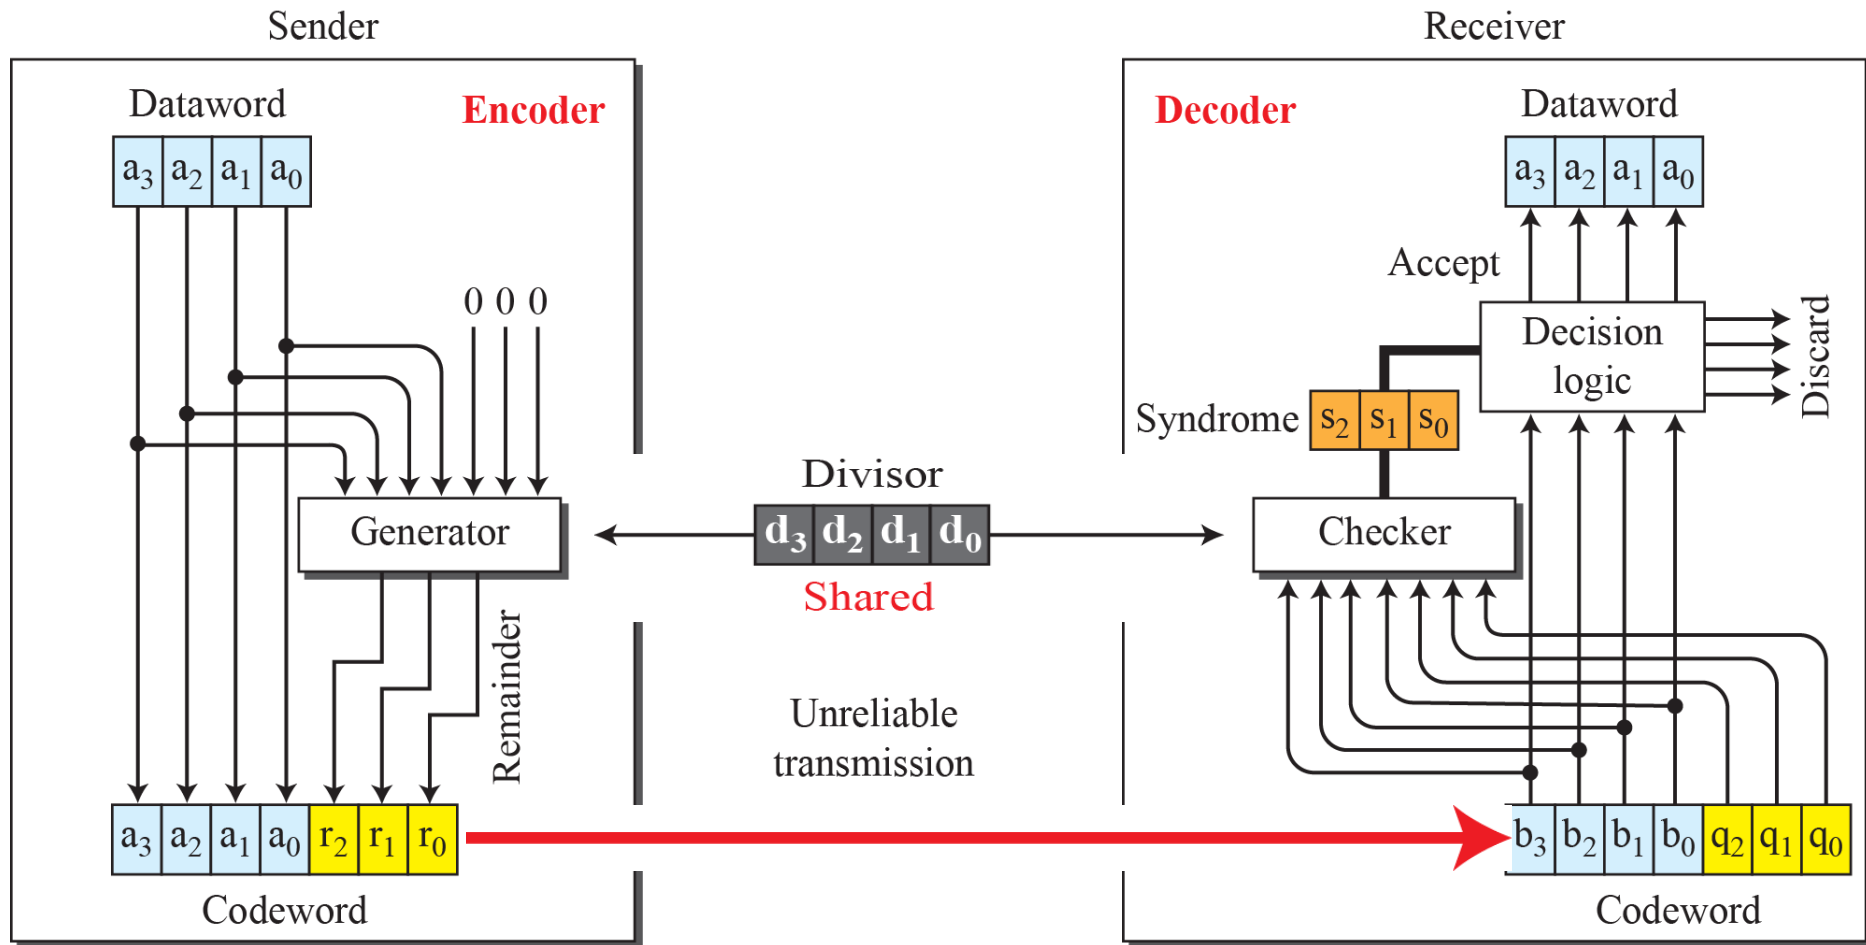 Sender
Receiver
Dataword
Encoder
a3 a2 a1 a0
0 0 0
Generator
Remainder
a3 a2 a1 a0 r2 r1 r0
Codeword
Divisor
d3 d2 d1 d0
Shared
Unreliable
transmission
Decoder
Dataword
a3 a2 a1 a0
Accept
Decision
logic
Discard
Syndrome
s2 s1 s0
Checker
b3 b2 b1 b0 q2 q1 q0
Codeword